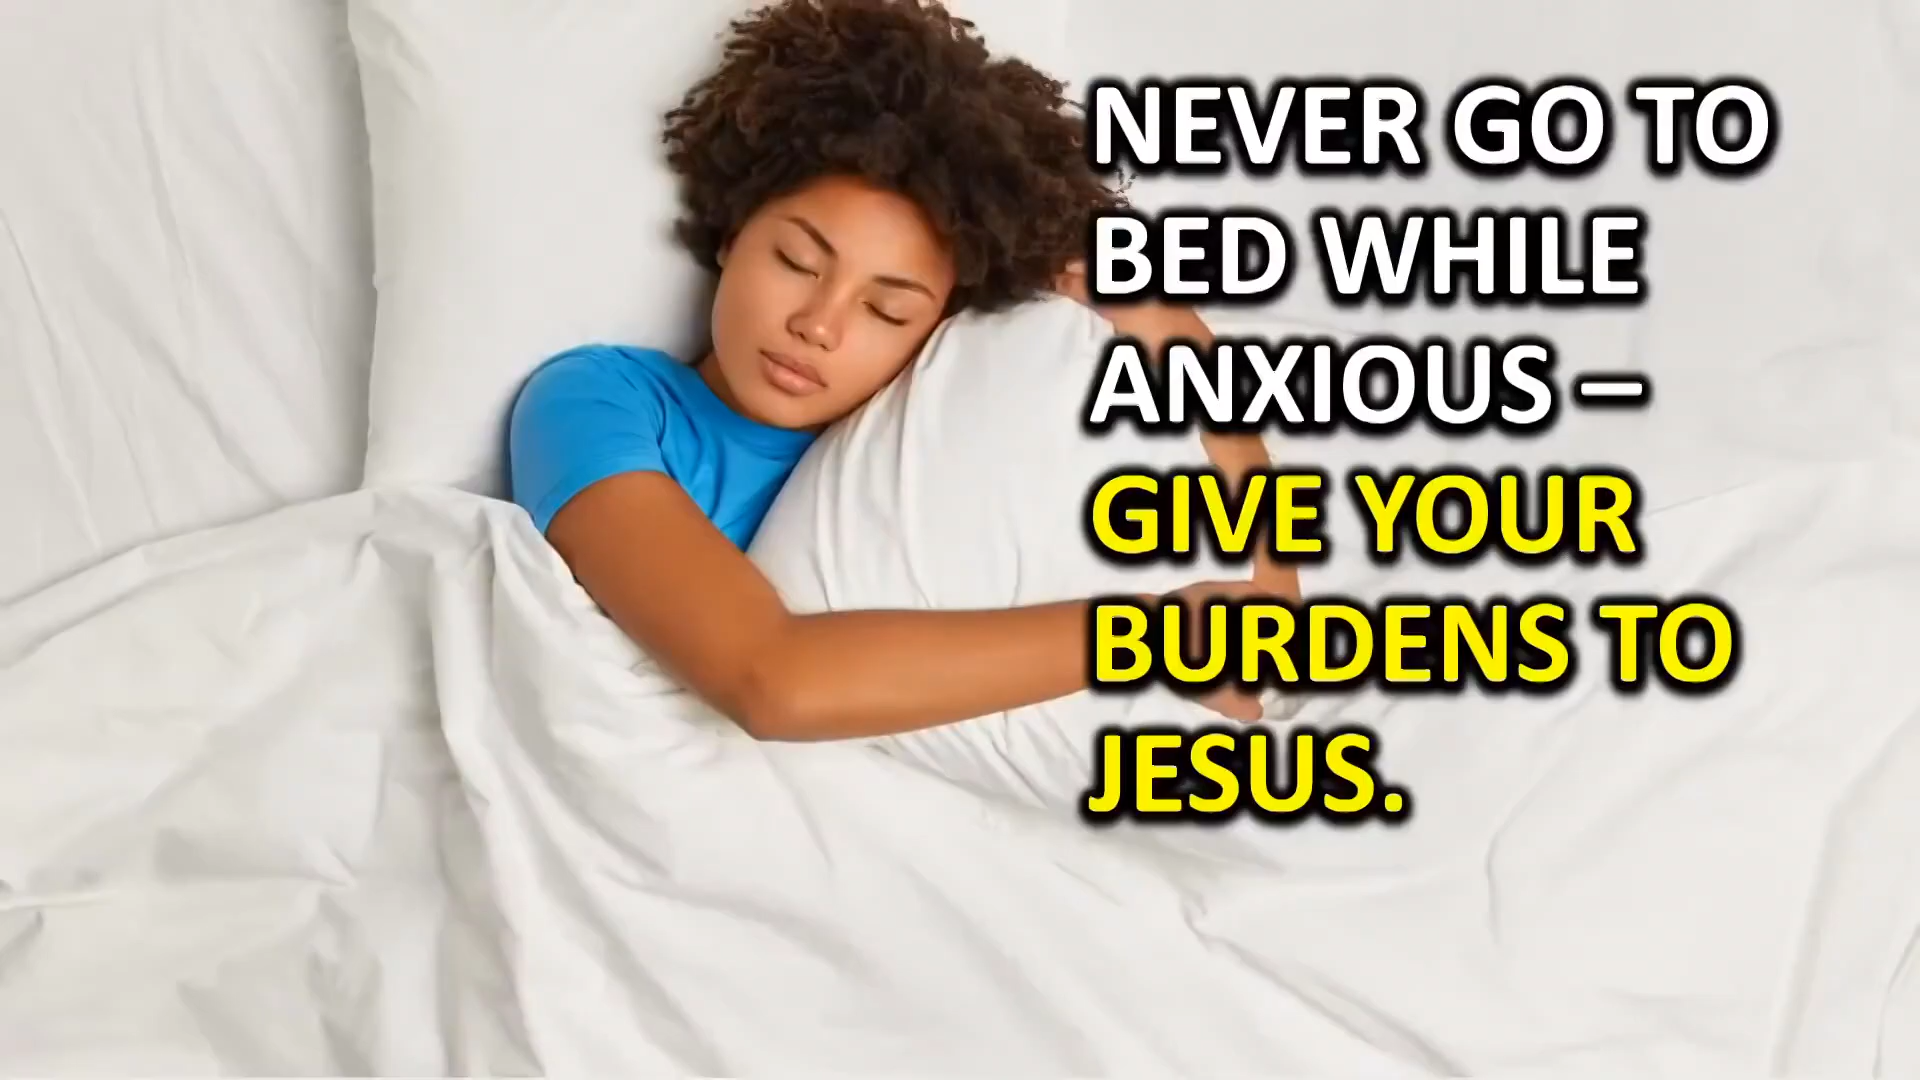 NEVER GO TO
BED WHILE
ANXIOUS –
GIVE YOUR
BURDENS TO
JESUS.